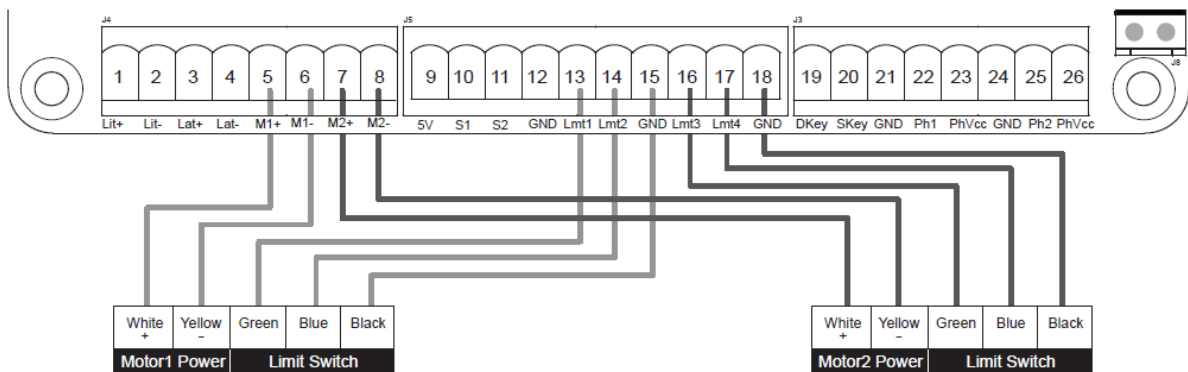 J4 J5 J3
J8
1 2 3 4 5 6 7 8 9 10 11 12 13 14 15 16 17 18 19 20 21 22 23 24 25 26
Lit+ Lit- Lat+ Lat- M1+ M1- M2+ M2- 5V S1 S2 GND Lmt1 Lmt2 GND Lmt3 Lmt4 GND DKey SKey GND Ph1 PhVcc GND Ph2 PhVcc
White Yellow Green Blue Black White Yellow Green Blue Black
+ − + −
Motor1 Power Limit Switch Motor2 Power Limit Switch